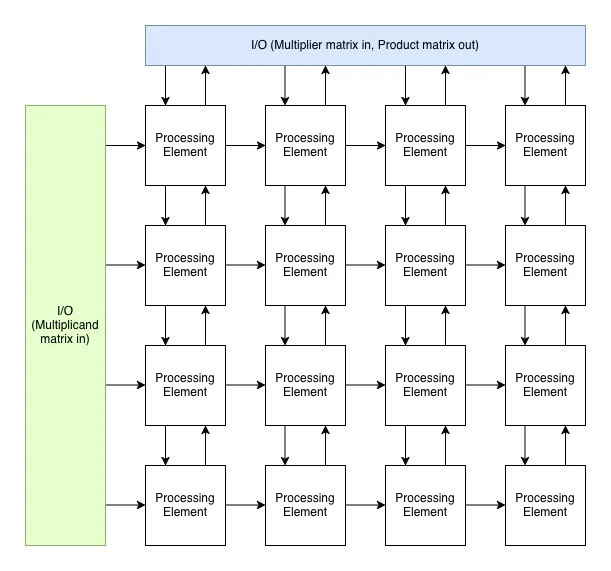 I/O (Multiplier matrix in, Product matrix out)
Processing
Element
Processing
Element
Processing
Element
Processing
Element
Processing
Element
Processing
Element
Processing
Element
Processing
Element
I/O
(Multiplicand
matrix in)
Processing
Element
Processing
Element
Processing
Element
Processing
Element
Processing
Element
Processing
Element
Processing
Element
Processing
Element